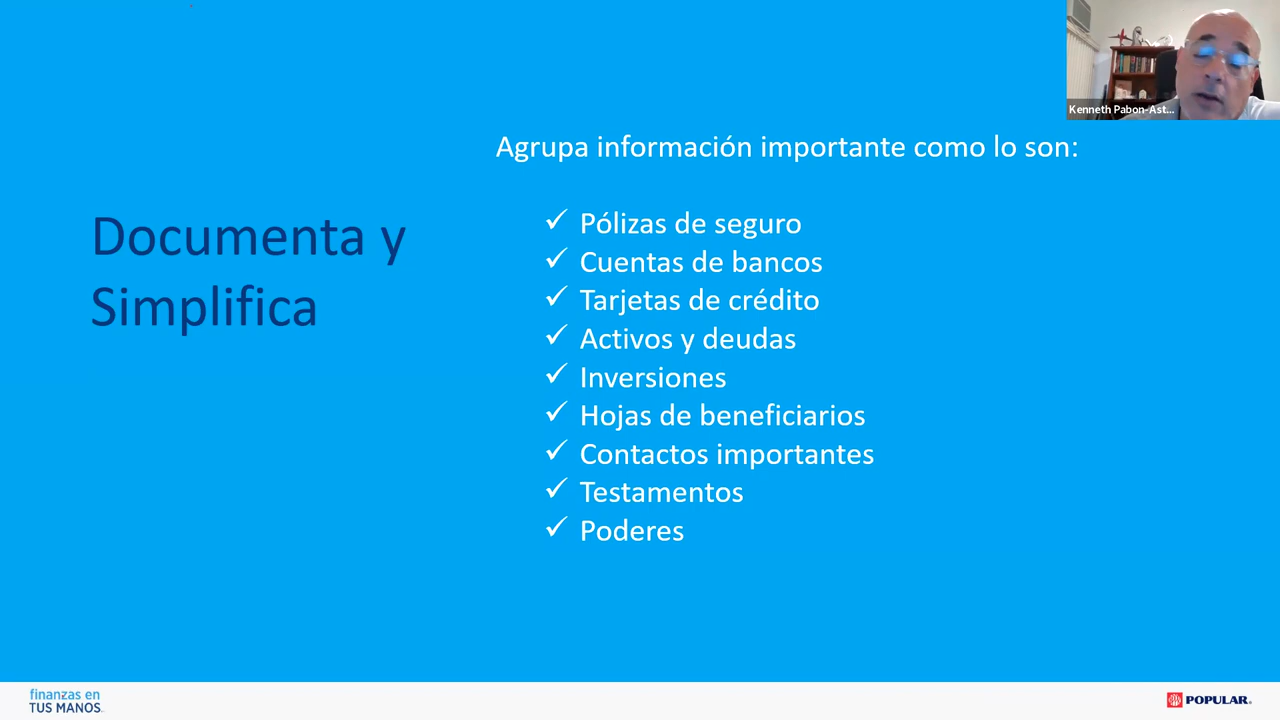 Kenneth Pabon-Ast...
Agrupa información importante como lo son:
Documenta y
Simplifica
✓ Pólizas de seguro
✓ Cuentas de bancos
✓ Tarjetas de crédito
✓ Activos y deudas
✓ Inversiones
✓ Hojas de beneficiarios
✓ Contactos importantes
✓ Testamentos
✓ Poderes
finanzas en
TUS MANOS
POPULAR